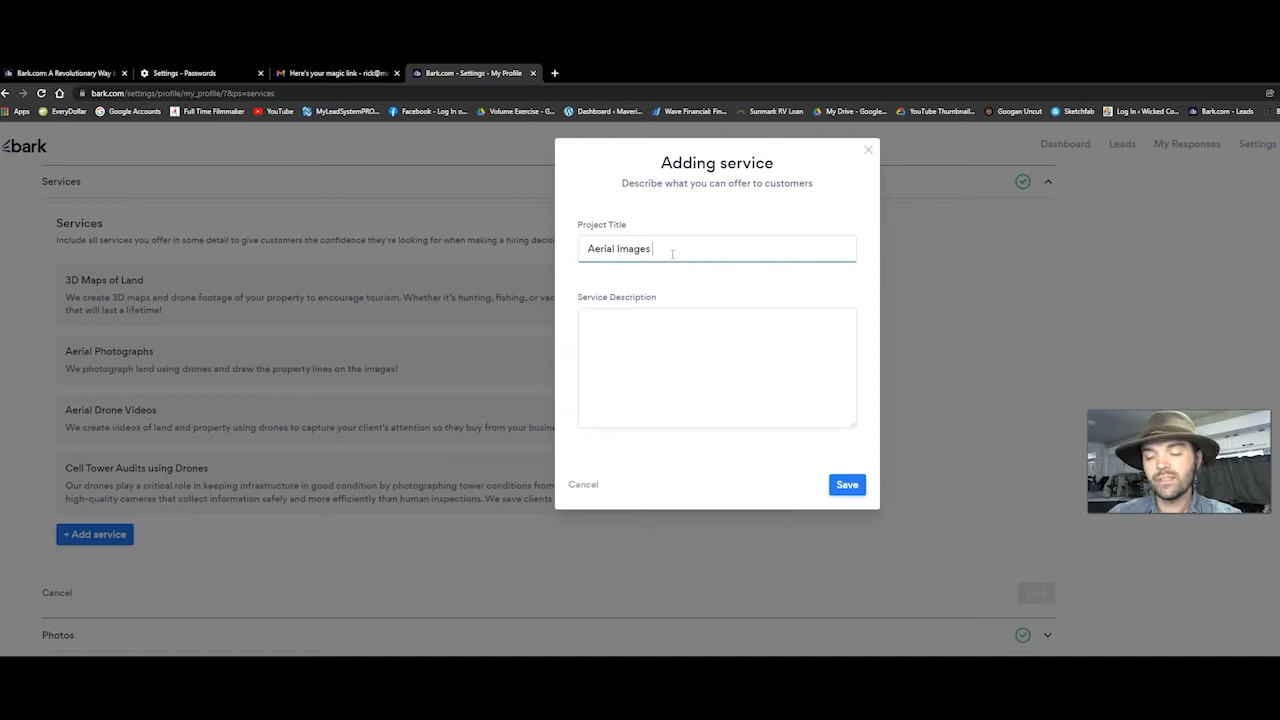 Bark.com: A Revolutionary Way
Settings - Passwords
Here's your magic link - rick@m
Bark.com - Settings - My Profile
bark.com/settings/profile/my_profile/?&ps=services
Apps EveryDollar Google Accounts Full Time Filmmaker YouTube MyLeadSystemPRO... Facebook - Log In o... Volume Exercise - G... Dashboard ‹ Maveri... Wave Financial Fin... Sunmark RV Loan My Drive - Google... YouTube Thumbnail... Googan Uncut Sketchfab Log In ‹ Wicked Co... Bark.com - Leads
bark
Dashboard Leads My Responses Settings
Services
Services
Include all services you offer in some detail to give customers the confidence they're looking for when making a hiring decisi
3D Maps of Land
We create 3D maps and drone footage of your property to encourage tourism. Whether it's hunting, fishing, or vac
that will last a lifetime!
Aerial Photographs
We photograph land using drones and draw the property lines on the images!
Aerial Drone Videos
We create videos of land and property using drones to capture your client's attention so they buy from your busine
Cell Tower Audits using Drones
Our drones play a critical role in keeping infrastructure in good condition by photographing tower conditions from
high-quality cameras that collect information safely and more efficiently than human inspections. We save clients
+ Add service
Cancel
Photos
Adding service
Describe what you can offer to customers
Project Title
Aerial Images
Service Description
Cancel
Save